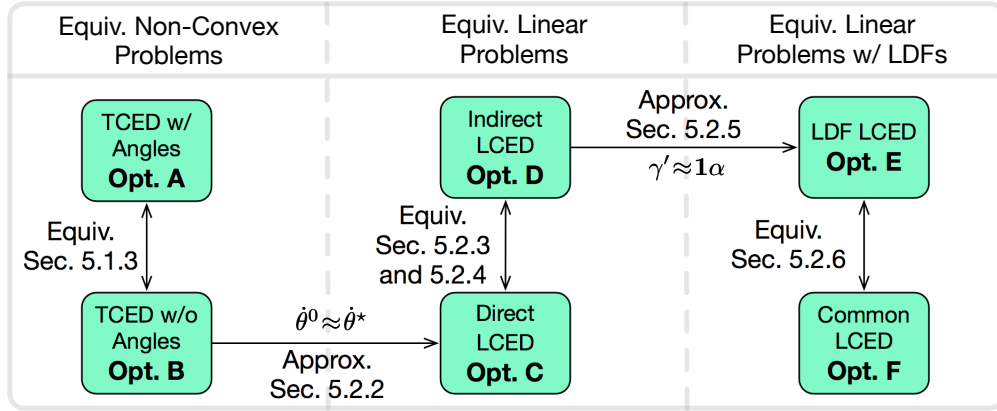 Equiv. Non-Convex
Problems
Equiv. Linear
Problems
Equiv. Linear
Problems w/ LDFs
TCED w/
Angles
Opt. A
Equiv.
Sec. 5.1.3
TCED w/o
Angles
Opt. B
θ̇⁰≈θ̇*
Approx.
Sec. 5.2.2
Indirect
LCED
Opt. D
Equiv.
Sec. 5.2.3
and 5.2.4
Direct
LCED
Opt. C
Approx.
Sec. 5.2.5
γ′≈1α
LDF LCED
Opt. E
Equiv.
Sec. 5.2.6
Common
LCED
Opt. F